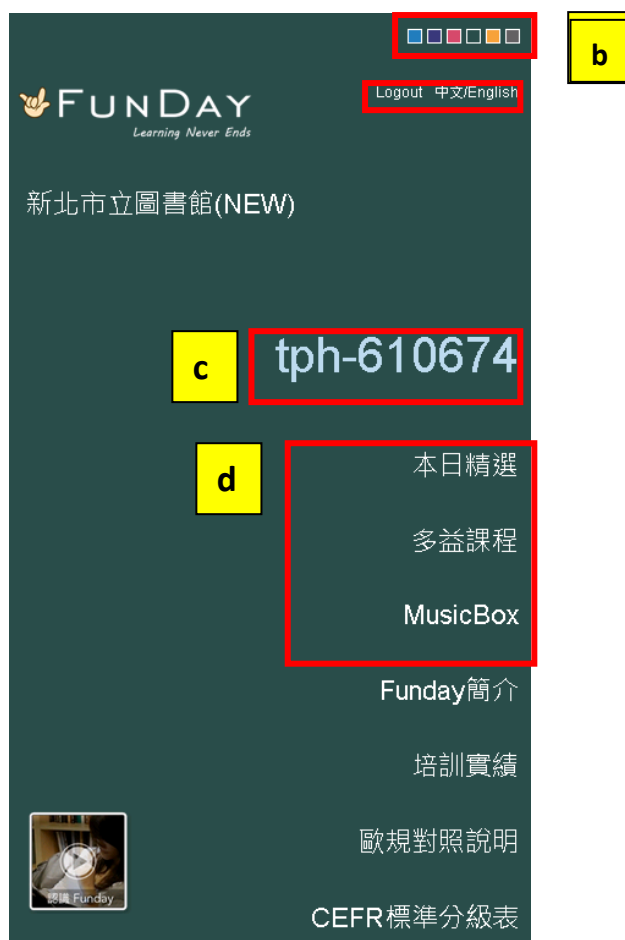 b
Logout 中文/English
FUNDAY
Learning Never Ends
新北市立圖書館(NEW)
c
tph-610674
本日精選
d
多益課程
MusicBox
Funday簡介
培訓實績
歐規對照說明
認識 Funday
CEFR標準分級表